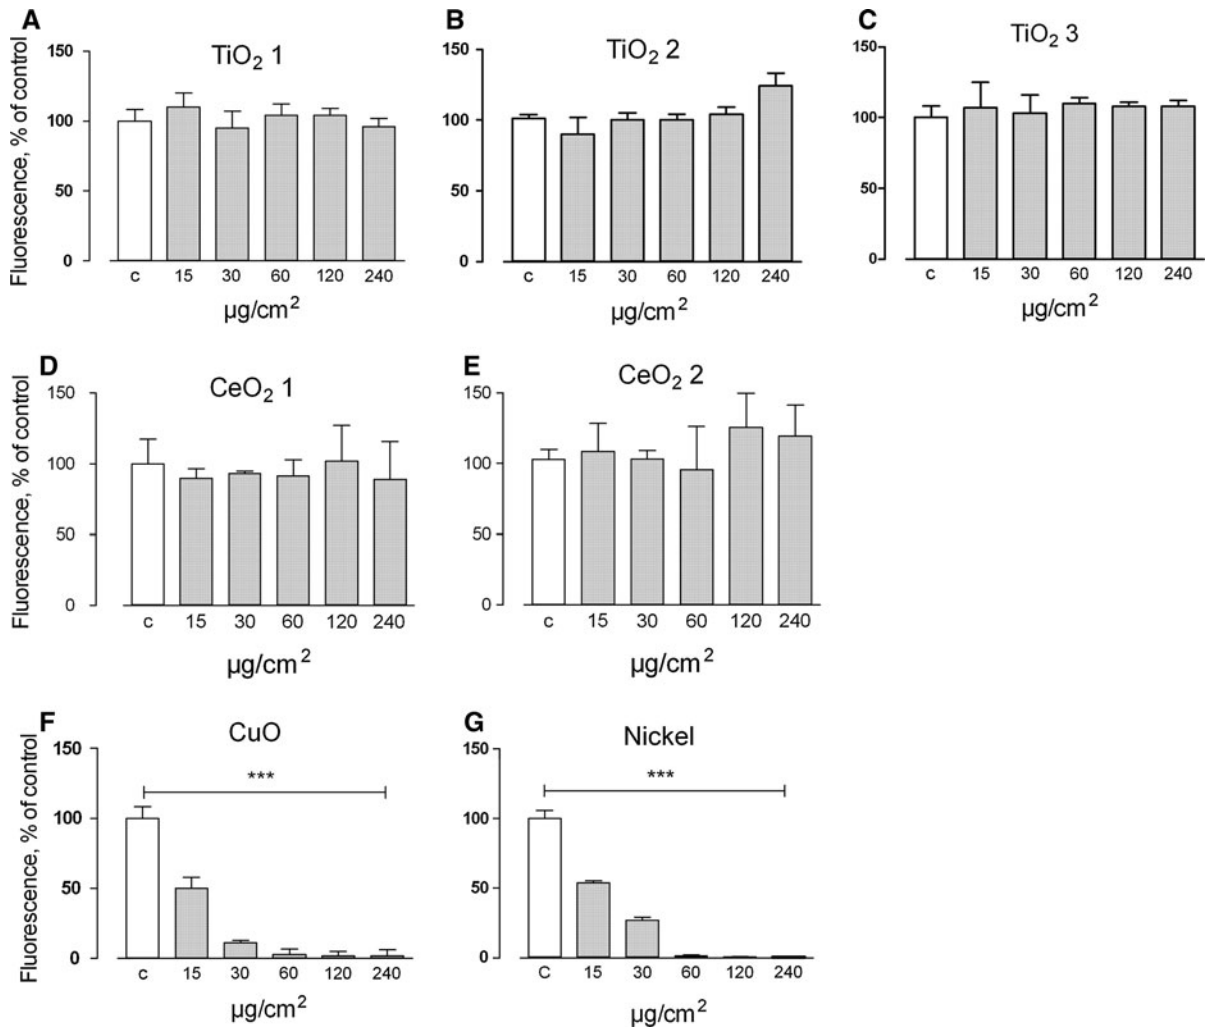 A
TiO₂ 1
Fluorescence, % of control
150
100
50
0
c 15 30 60 120 240
µg/cm²
B
TiO₂ 2
150
100
50
0
c 15 30 60 120 240
µg/cm²
C
TiO₂ 3
150
100
50
0
c 15 30 60 120 240
µg/cm²
D
CeO₂ 1
Fluorescence, % of control
150
100
50
0
c 15 30 60 120 240
µg/cm²
E
CeO₂ 2
150
100
50
0
c 15 30 60 120 240
µg/cm²
F
CuO
Fluorescence, % of control
150
100
50
0
***
c 15 30 60 120 240
µg/cm²
G
Nickel
150
100
50
0
***
C 15 30 60 120 240
µg/cm²